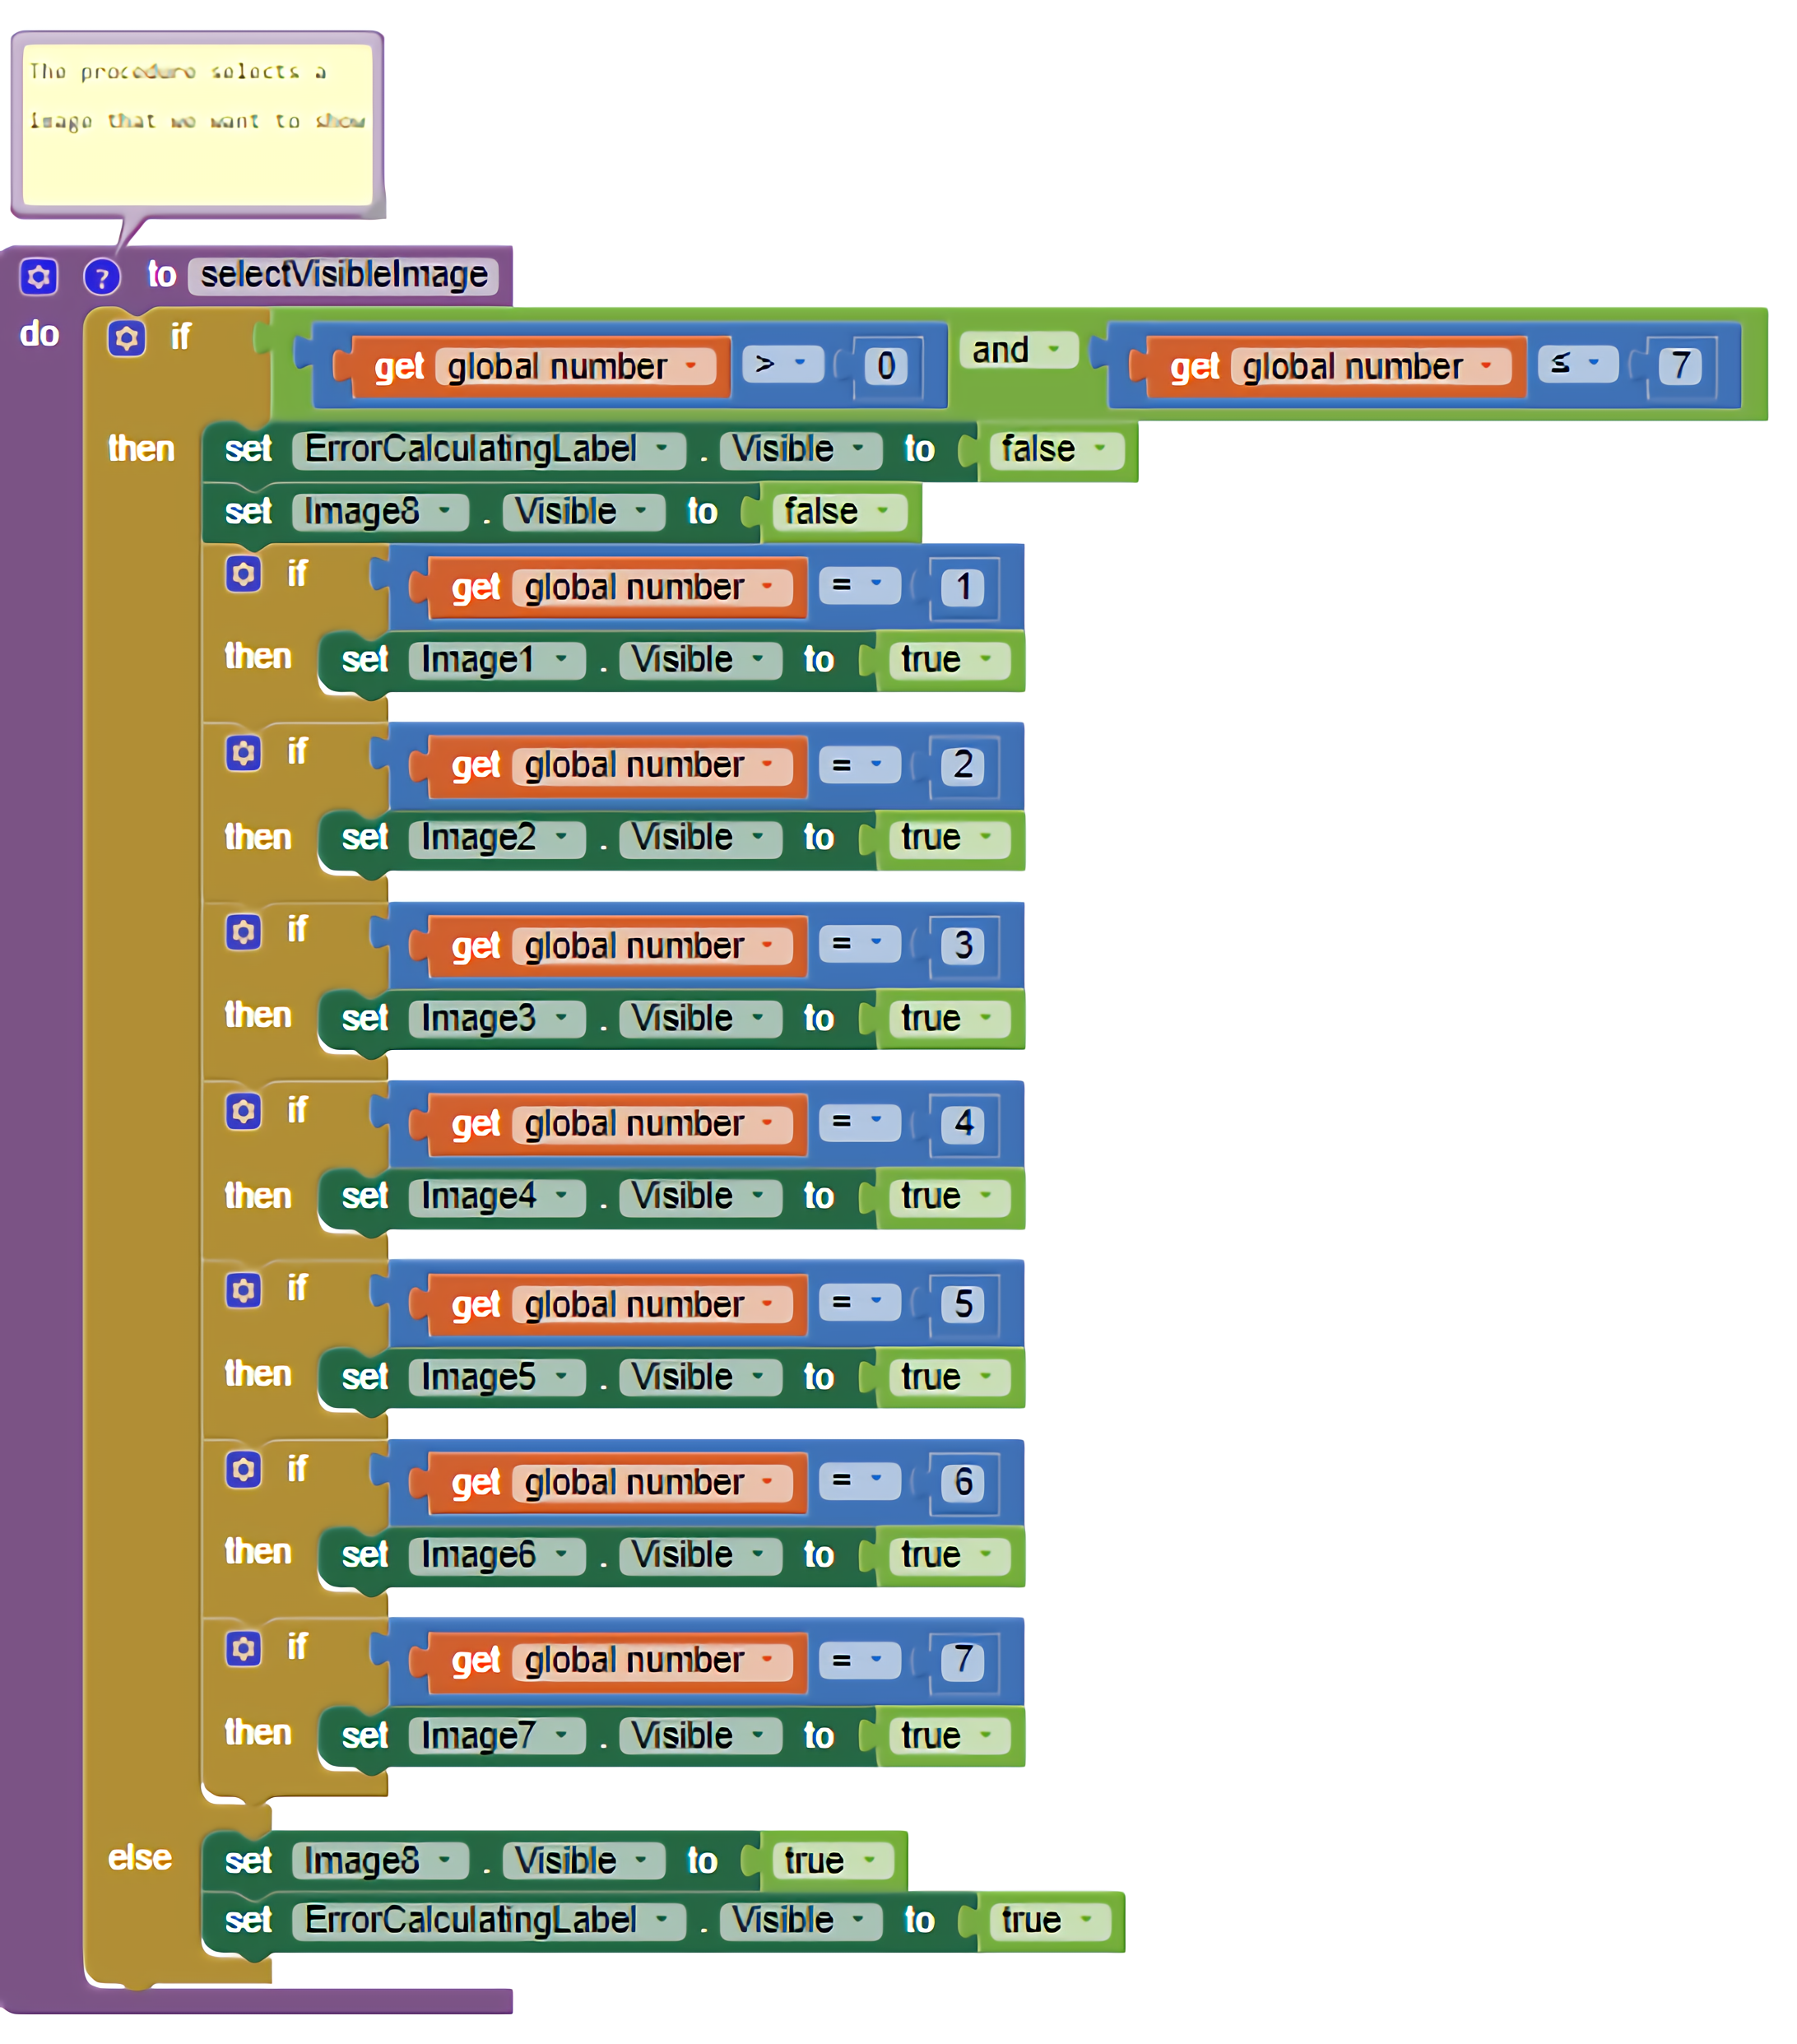 The procedure selects a
image that we want to show
? to selectVisibleImage
do if get global number > 0 and get global number ≤ 7
then set ErrorCalculatingLabel . Visible to false
set Image8 . Visible to false
if get global number = 1
then set Image1 . Visible to true
if get global number = 2
then set Image2 . Visible to true
if get global number = 3
then set Image3 . Visible to true
if get global number = 4
then set Image4 . Visible to true
if get global number = 5
then set Image5 . Visible to true
if get global number = 6
then set Image6 . Visible to true
if get global number = 7
then set Image7 . Visible to true
else set Image8 . Visible to true
set ErrorCalculatingLabel . Visible to true